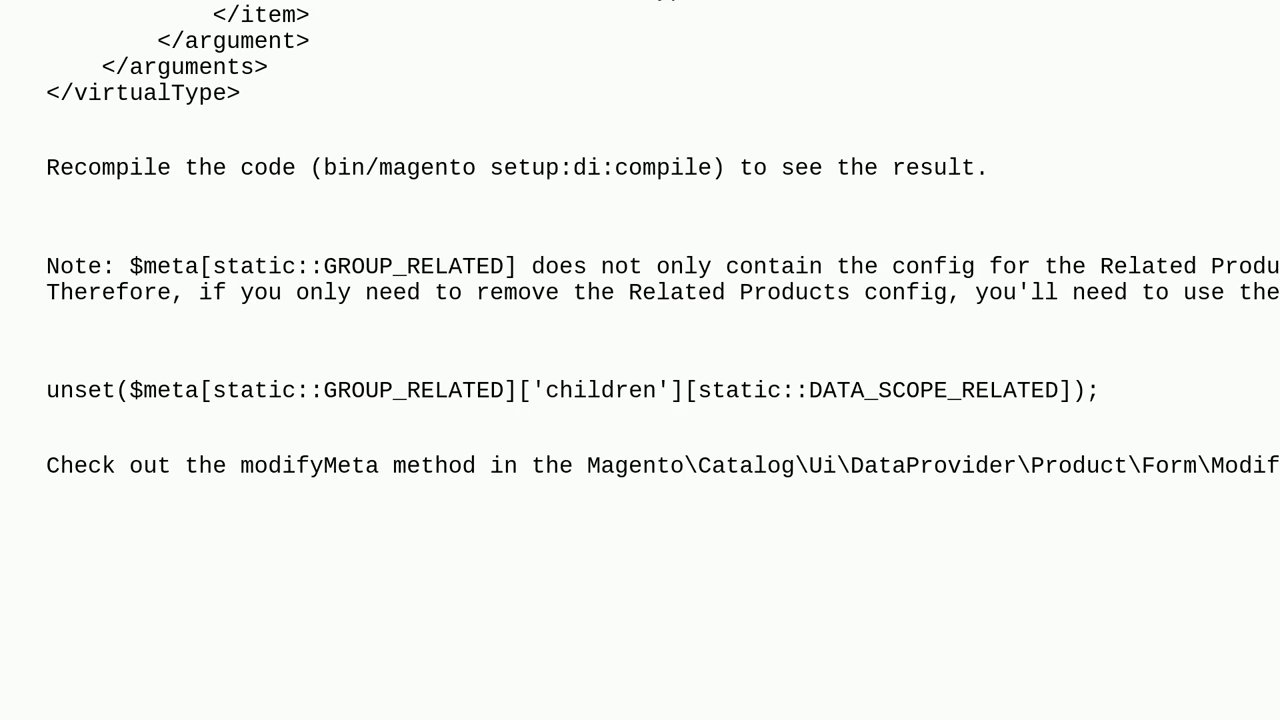 </item>
</argument>
</arguments>
</virtualType>
Recompile the code (bin/magento setup:di:compile) to see the result.
Note: $meta[static::GROUP_RELATED] does not only contain the config for the Related Produ
Therefore, if you only need to remove the Related Products config, you'll need to use the
unset($meta[static::GROUP_RELATED]['children'][static::DATA_SCOPE_RELATED]);
Check out the modifyMeta method in the Magento\Catalog\Ui\DataProvider\Product\Form\Modif